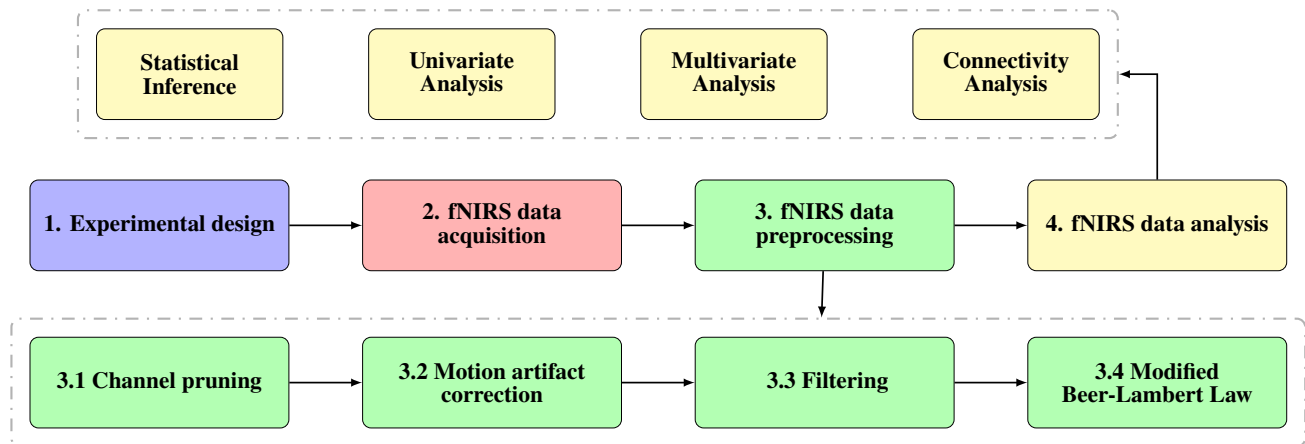 Statistical
Inference
Univariate
Analysis
Multivariate
Analysis
Connectivity
Analysis
1. Experimental design
2. fNIRS data
acquisition
3. fNIRS data
preprocessing
4. fNIRS data analysis
3.1 Channel pruning
3.2 Motion artifact
correction
3.3 Filtering
3.4 Modified
Beer-Lambert Law